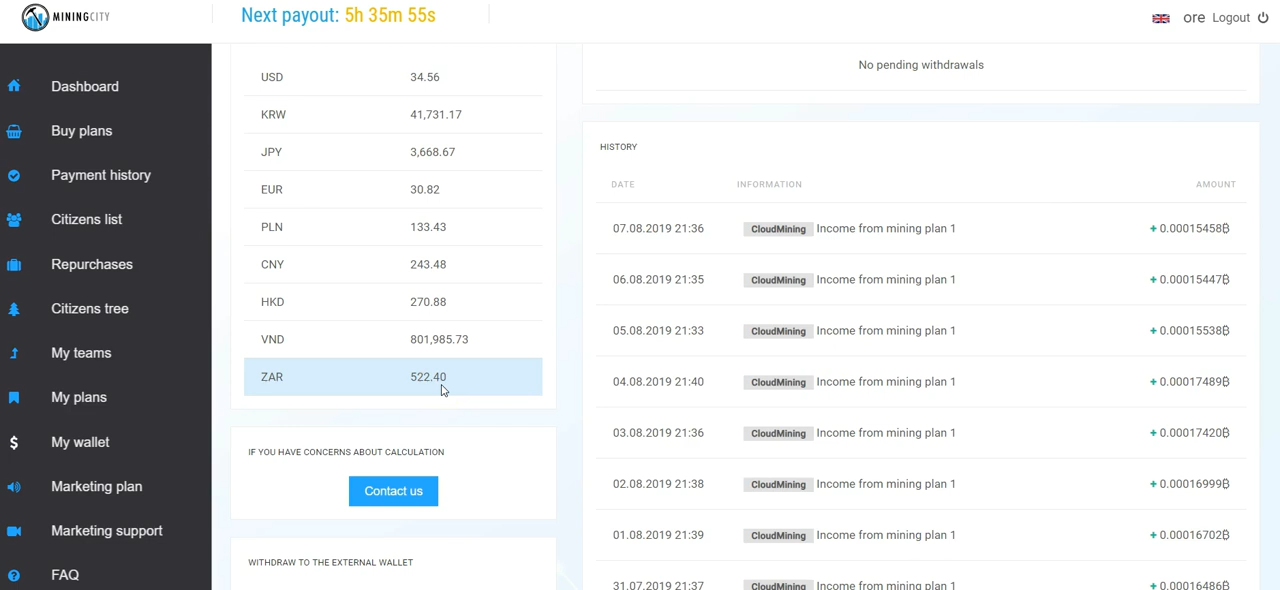 MININGCITY
Next payout: 5h 35m 55s
ore Logout
Dashboard
Buy plans
Payment history
Citizens list
Repurchases
Citizens tree
My teams
My plans
My wallet
Marketing plan
Marketing support
FAQ
USD 34.56
KRW 41,731.17
JPY 3,668.67
EUR 30.82
PLN 133.43
CNY 243.48
HKD 270.88
VND 801,985.73
ZAR 522.40
IF YOU HAVE CONCERNS ABOUT CALCULATION
Contact us
WITHDRAW TO THE EXTERNAL WALLET
No pending withdrawals
HISTORY
DATE INFORMATION AMOUNT
07.08.2019 21:36 CloudMining Income from mining plan 1 + 0.00015458₿
06.08.2019 21:35 CloudMining Income from mining plan 1 + 0.00015447₿
05.08.2019 21:33 CloudMining Income from mining plan 1 + 0.00015538₿
04.08.2019 21:40 CloudMining Income from mining plan 1 + 0.00017489₿
03.08.2019 21:36 CloudMining Income from mining plan 1 + 0.00017420₿
02.08.2019 21:38 CloudMining Income from mining plan 1 + 0.00016999₿
01.08.2019 21:39 CloudMining Income from mining plan 1 + 0.00016702₿
31.07.2019 21:37 CloudMining Income from mining plan 1 + 0.00016486₿